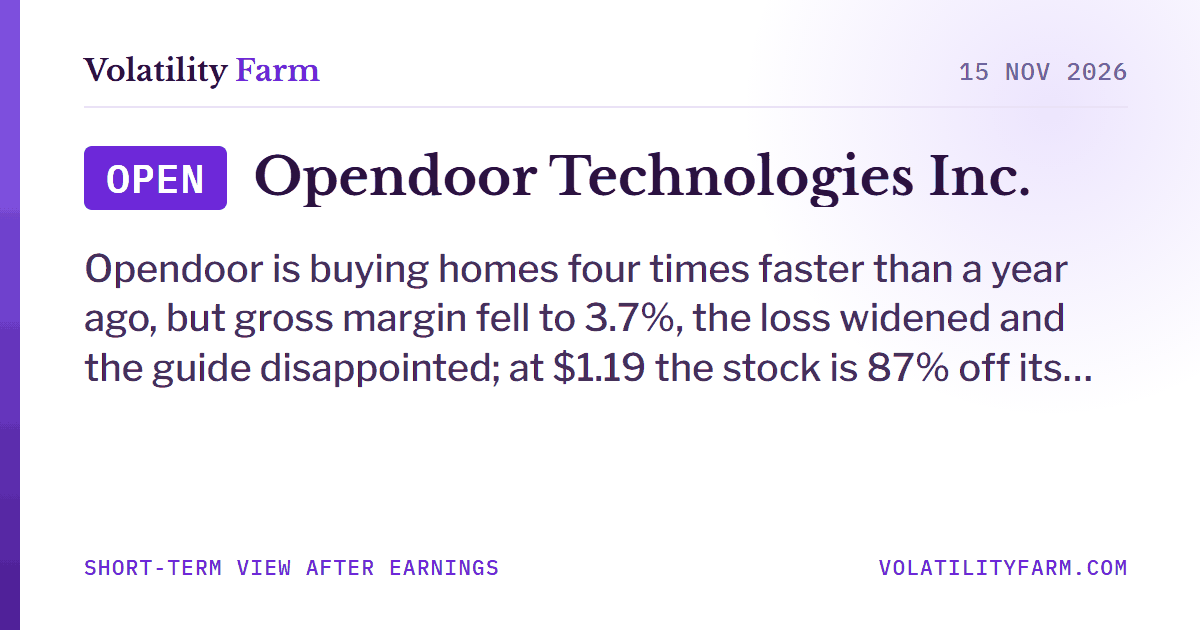 Volatility Farm
15 NOV 2026
OPEN
Opendoor Technologies Inc.
Opendoor is buying homes four times faster than a year
ago, but gross margin fell to 3.7%, the loss widened and
the guide disappointed; at $1.19 the stock is 87% off its…
SHORT-TERM VIEW AFTER EARNINGS
VOLATILITYFARM.COM